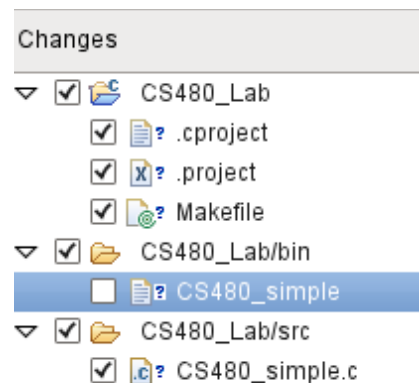 Changes
CS480_Lab
.cproject
.project
Makefile
CS480_Lab/bin
CS480_simple
CS480_Lab/src
CS480_simple.c